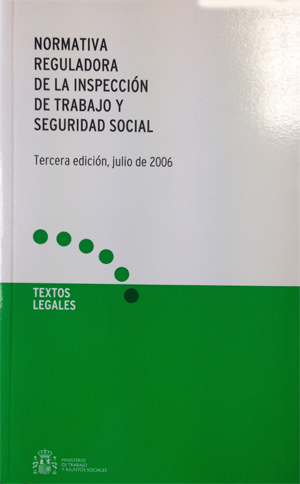 NORMATIVA
REGULADORA
DE LA INSPECCIÓN
DE TRABAJO Y
SEGURIDAD SOCIAL
Tercera edición, julio de 2006
TEXTOS
LEGALES
MINISTERIO
DE TRABAJO
Y ASUNTOS SOCIALES